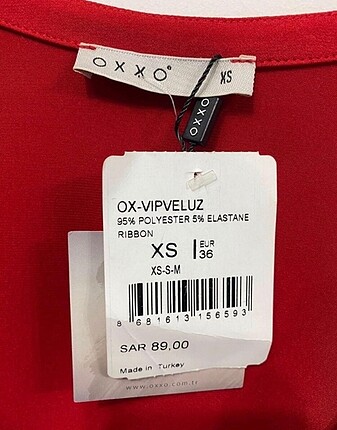 OXXO
XS
OXXO
OX-VIPVELUZ
95% POLYESTER 5% ELASTANE
RIBBON
XS
EUR
36
XS-S-M
8 681613 156593
SAR 89.00
Made in Turkey
www.oxxo.com.tr